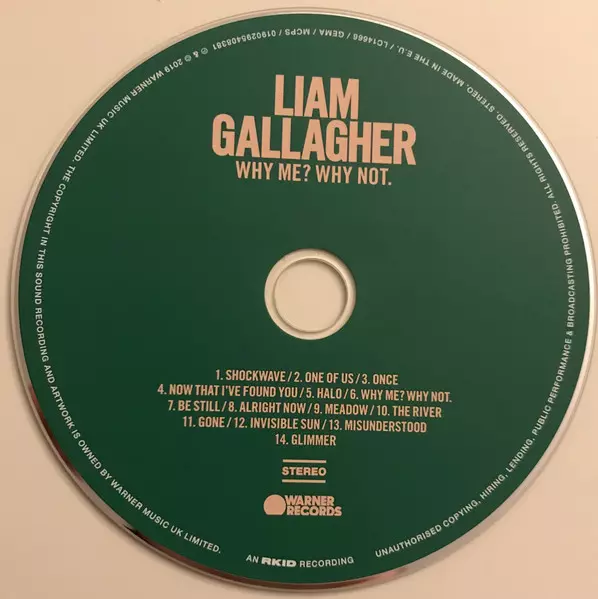 LIAM
GALLAGHER
WHY ME? WHY NOT.
1. SHOCKWAVE / 2. ONE OF US / 3. ONCE
4. NOW THAT I'VE FOUND YOU / 5. HALO / 6. WHY ME? WHY NOT.
7. BE STILL / 8. ALRIGHT NOW / 9. MEADOW / 10. THE RIVER
11. GONE / 12. INVISIBLE SUN / 13. MISUNDERSTOOD
14. GLIMMER
STEREO
WARNER
RECORDS
AN RKID RECORDING
℗ & © 2019 WARNER MUSIC UK LIMITED. THE COPYRIGHT IN THIS SOUND RECORDING AND ARTWORK IS OWNED BY WARNER MUSIC UK LIMITED.
UNAUTHORISED COPYING, HIRING, LENDING, PUBLIC PERFORMANCE & BROADCASTING PROHIBITED. ALL RIGHTS RESERVED. STEREO. MADE IN THE E.U. / LC14666 / GEMA / MCPS / 0190295408381